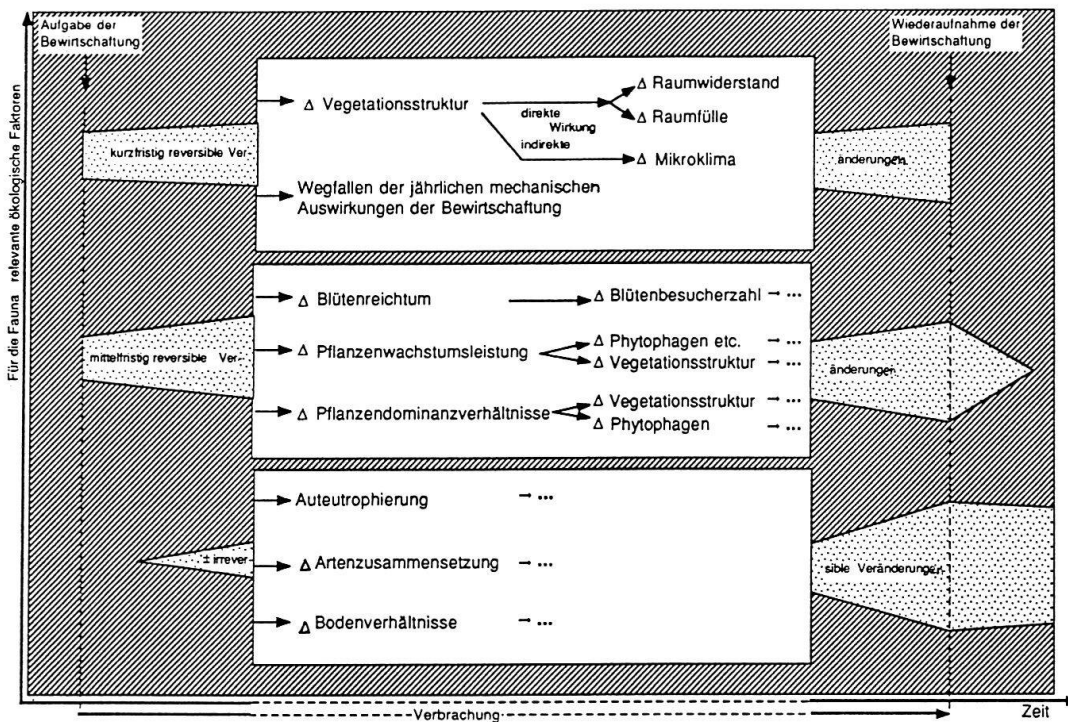 Aufgabe der
Bewirtschaftung
Wiederaufnahme der
Bewirtschaftung
Für die Fauna relevante ökologische Faktoren
kurzfristig reversible Ver-
Δ Vegetationsstruktur
direkte
Wirkung
indirekte
Δ Raumwiderstand
Δ Raumfülle
Δ Mikroklima
Wegfallen der jährlichen mechanischen
Auswirkungen der Bewirtschaftung
änderungen
mittelfristig reversible Ver-
Δ Blütenreichtum
Δ Blütenbesucherzahl → ...
Δ Pflanzenwachstumsleistung
Δ Phytophagen etc. → ...
Δ Vegetationsstruktur → ...
Δ Pflanzendominanzverhältnisse
Δ Vegetationsstruktur → ...
Δ Phytophagen → ...
änderungen
± irrever-
Auteutrophierung → ...
Δ Artenzusammensetzung → ...
Δ Bodenverhältnisse → ...
sible Veränderungen
Verbrachung
Zeit